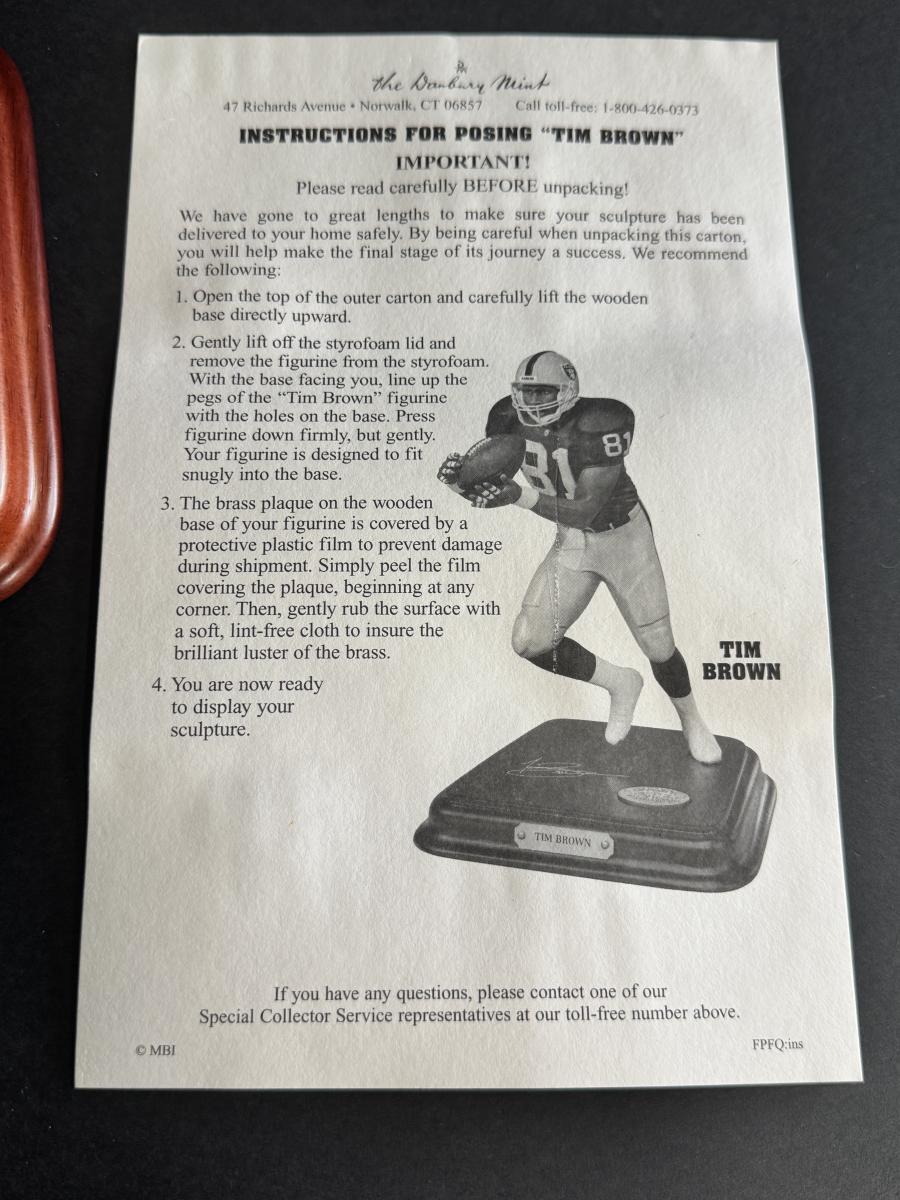 the Danbury Mint
47 Richards Avenue • Norwalk, CT 06857 Call toll-free: 1-800-426-0373
INSTRUCTIONS FOR POSING "TIM BROWN"
IMPORTANT!
Please read carefully BEFORE unpacking!
We have gone to great lengths to make sure your sculpture has been
delivered to your home safely. By being careful when unpacking this carton,
you will help make the final stage of its journey a success. We recommend
the following:
1. Open the top of the outer carton and carefully lift the wooden
base directly upward.
2. Gently lift off the styrofoam lid and
remove the figurine from the styrofoam.
With the base facing you, line up the
pegs of the "Tim Brown" figurine
with the holes on the base. Press
figurine down firmly, but gently.
Your figurine is designed to fit
snugly into the base.
81
81
3. The brass plaque on the wooden
base of your figurine is covered by a
protective plastic film to prevent damage
during shipment. Simply peel the film
covering the plaque, beginning at any
corner. Then, gently rub the surface with
a soft, lint-free cloth to insure the
brilliant luster of the brass.
TIM
BROWN
4. You are now ready
to display your
sculpture.
TIM BROWN
If you have any questions, please contact one of our
Special Collector Service representatives at our toll-free number above.
© MBI
FPFQ:ins